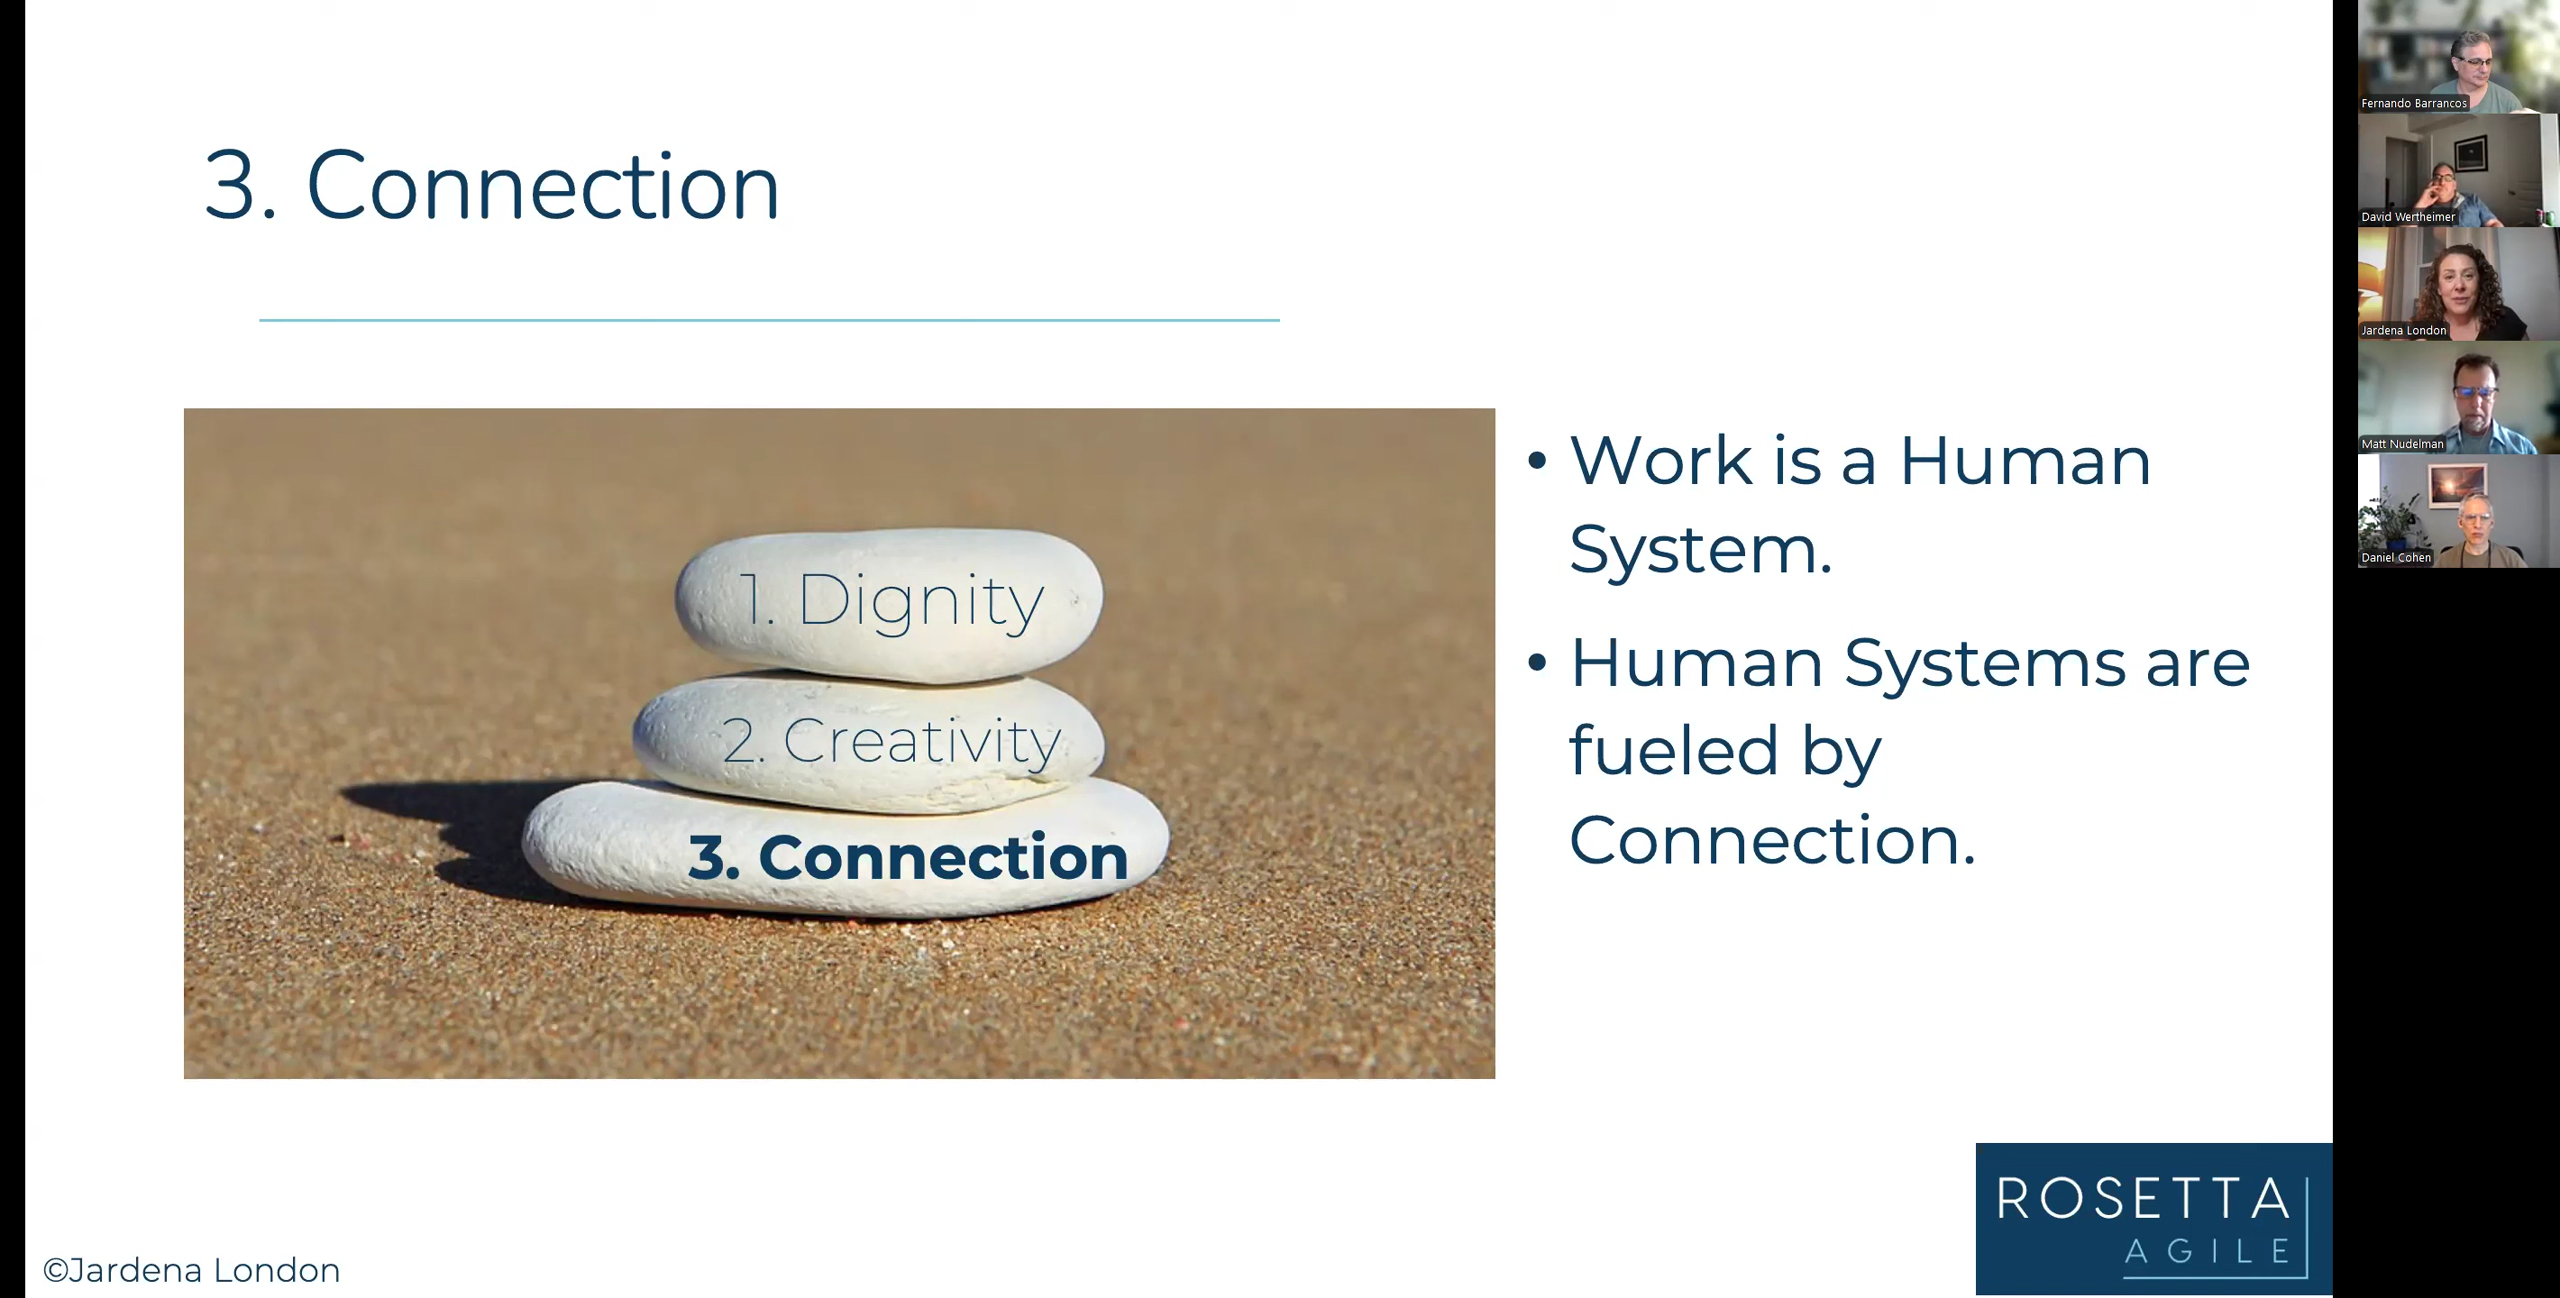 3. Connection
1. Dignity
2. Creativity
3. Connection
• Work is a Human
System.
• Human Systems are
fueled by
Connection.
©Jardena London
ROSETTA
AGILE
Fernando Barrancos
David Wertheimer
Jardena London
Matt Nudelman
Daniel Cohen